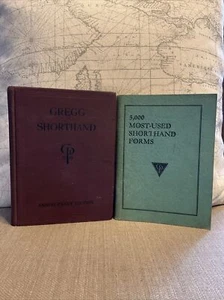 GREGG
SHORTHAND
5,000
MOST-USED
SHORTHAND
FORMS